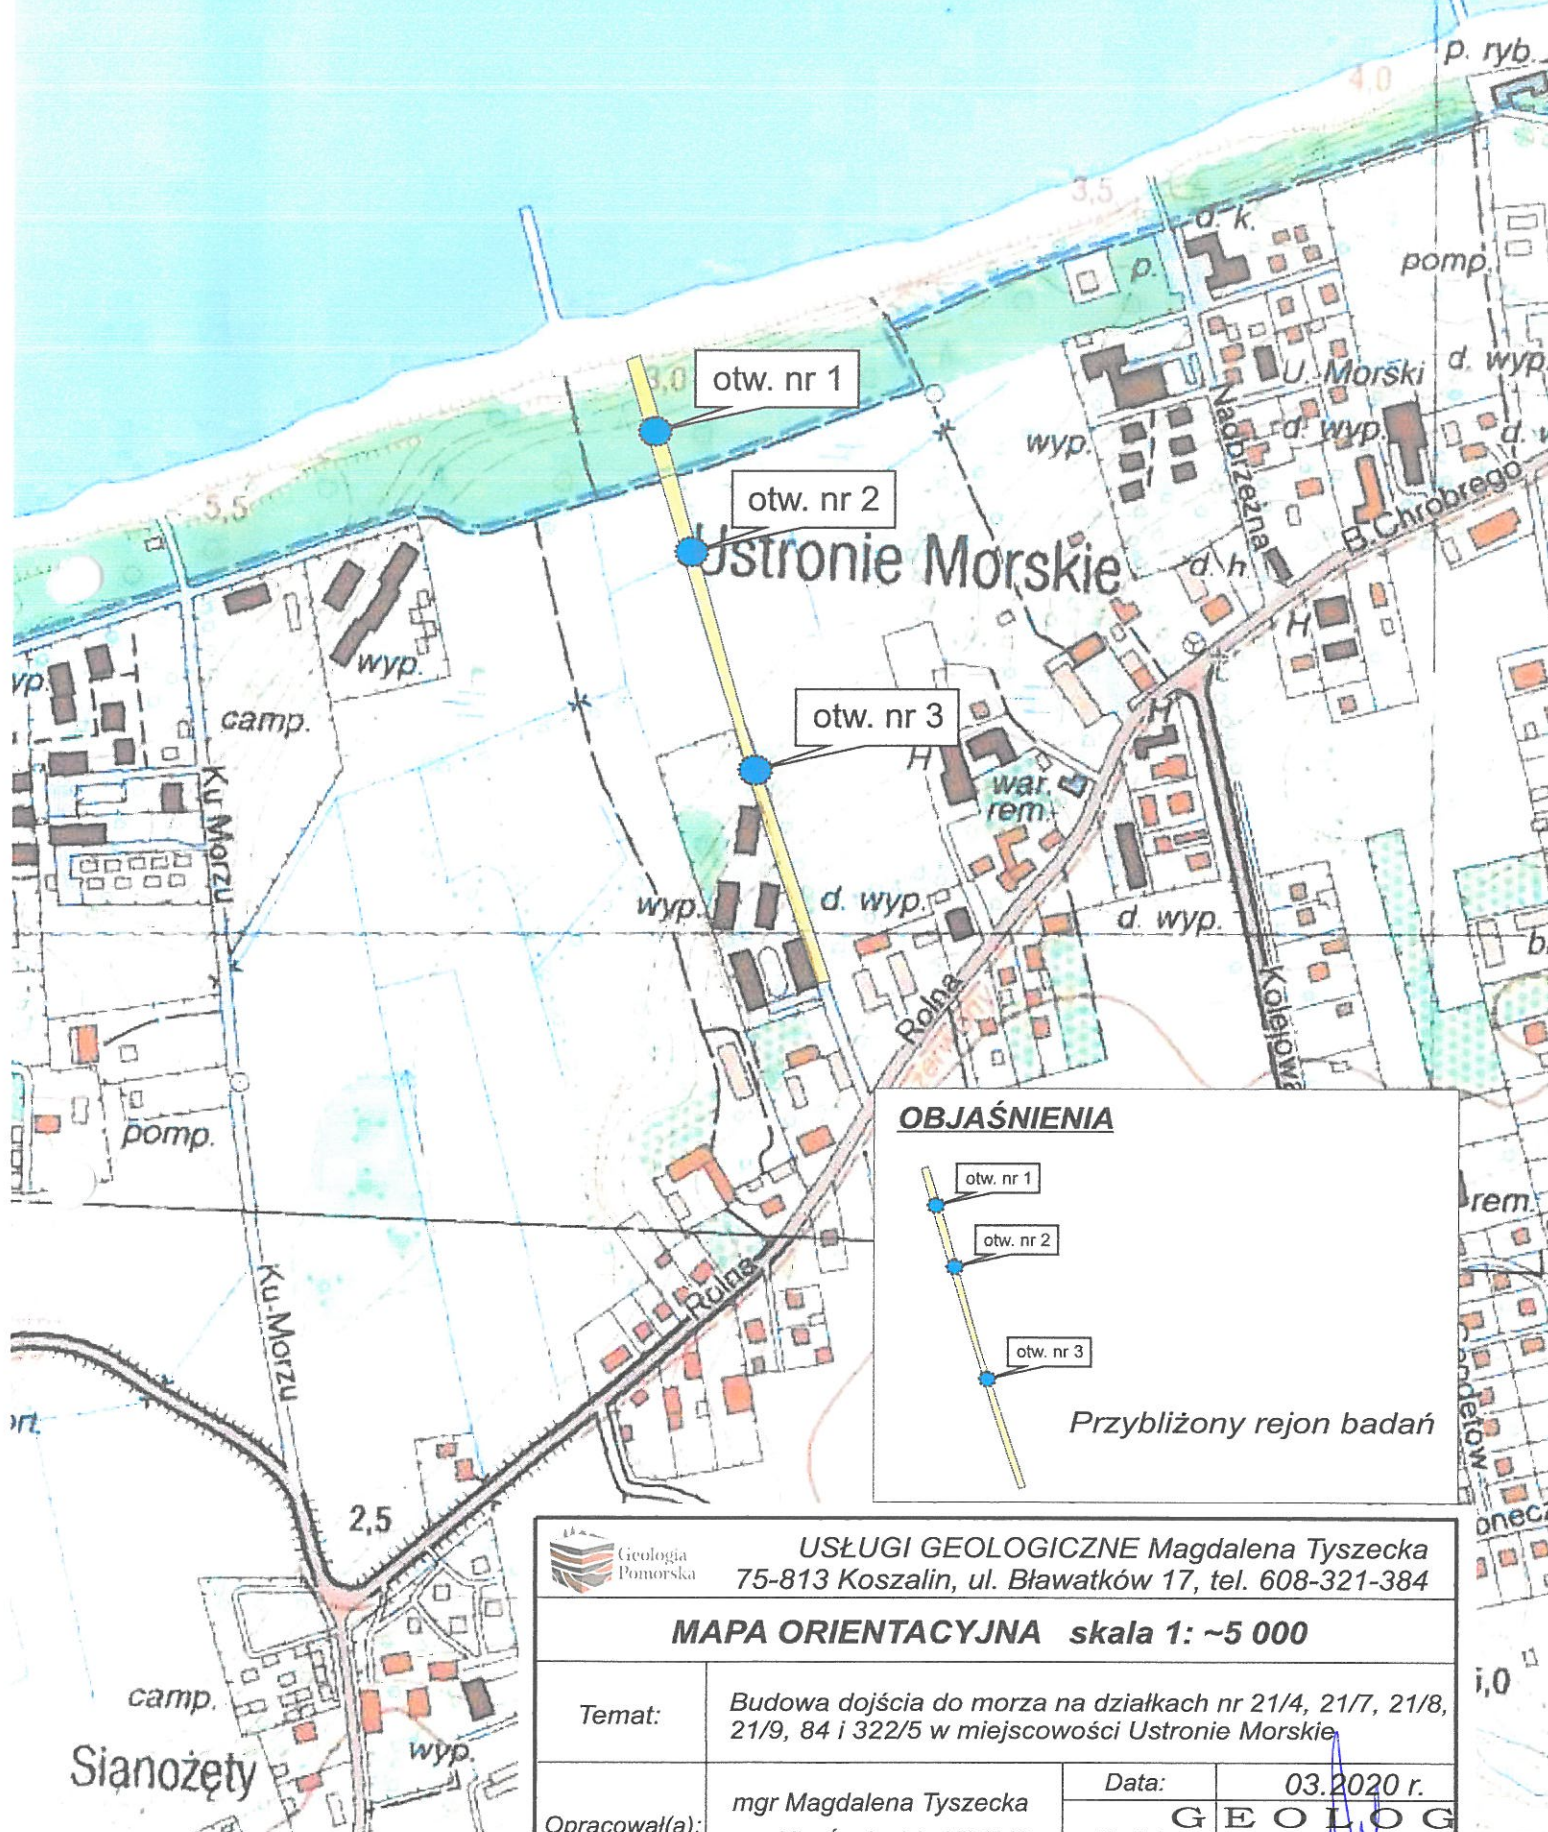 p. ryb.
4.0
3,5
d. k.
p.
pomp.
3,0
otw. nr 1
U. Morski
d. wyp.
Nadbrzeżna
wyp.
d. wyp.
5,5
otw. nr 2
B. Chrobrego
Ustronie Morskie
d. h.
H
wyp.
camp.
otw. nr 3
H
H
war.
rem.
Ku Morzu
wyp.
d. wyp.
d. wyp.
Rolna
Kolejowa
pomp.
OBJAŚNIENIA
otw. nr 1
otw. nr 2
otw. nr 3
Przybliżony rejon badań
rem.
Ku-Morzu
Rolna
2,5
Geologia
Pomorska
USŁUGI GEOLOGICZNE Magdalena Tyszecka
75-813 Koszalin, ul. Bławatków 17, tel. 608-321-384
MAPA ORIENTACYJNA skala 1: ~5 000
Temat:
Budowa dojścia do morza na działkach nr 21/4, 21/7, 21/8,
21/9, 84 i 322/5 w miejscowości Ustronie Morskie
camp.
wyp.
Sianożęty
Opracował(a):
mgr Magdalena Tyszecka
Data:
03.2020 r.
GEOLOG